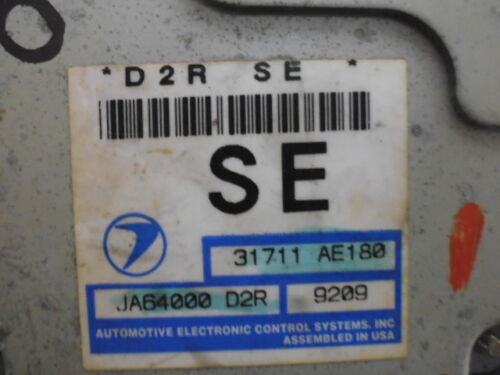 *D2R SE *
SE
31711 AE180
JA64000 D2R 9209
AUTOMOTIVE ELECTRONIC CONTROL SYSTEMS. INC
ASSEMBLED IN USA